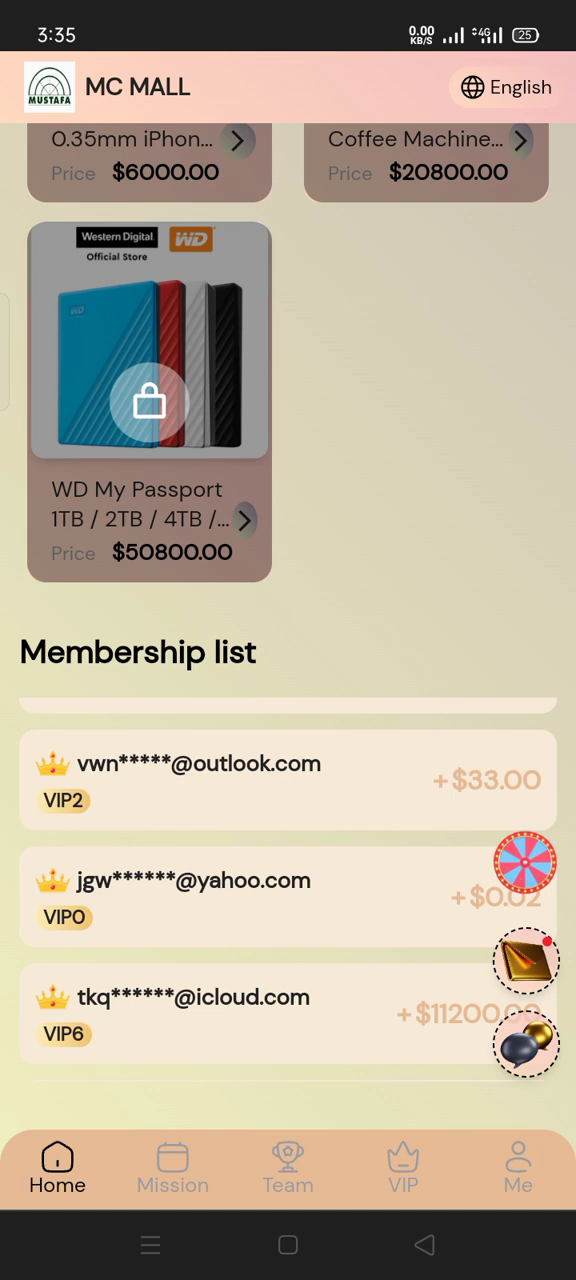 3:35
0.00
KB/S
4G
25
MUSTAFA
MC MALL
English
0.35mm iPhon...
Price $6000.00
Coffee Machine...
Price $20800.00
Western Digital
WD
Official Store
WD
WD My Passport
1TB / 2TB / 4TB /...
Price $50800.00
Membership list
vwn*****@outlook.com
VIP2
+$33.00
jgw******@yahoo.com
VIP0
+$0.02
tkq******@icloud.com
VIP6
+$11200.00
Home
Mission
Team
VIP
Me